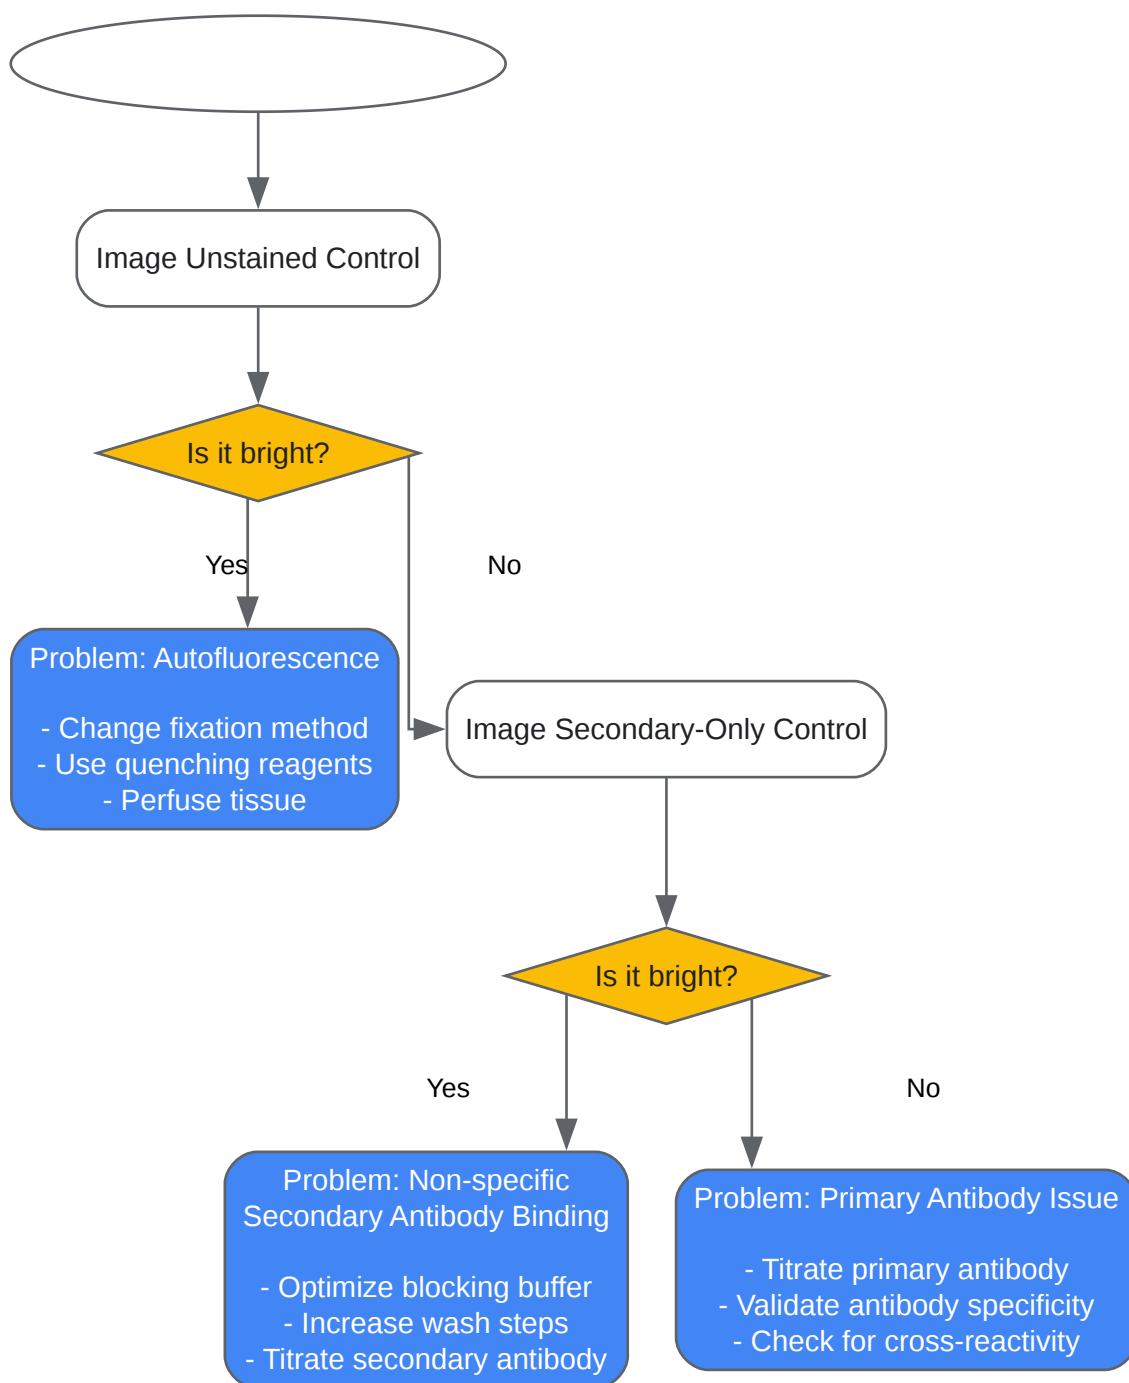 Image Unstained Control
Is it bright?
Yes
No
Problem: Autofluorescence
- Change fixation method
- Use quenching reagents
- Perfuse tissue
Image Secondary-Only Control
Is it bright?
Yes
No
Problem: Non-specific
Secondary Antibody Binding
- Optimize blocking buffer
- Increase wash steps
- Titrate secondary antibody
Problem: Primary Antibody Issue
- Titrate primary antibody
- Validate antibody specificity
- Check for cross-reactivity